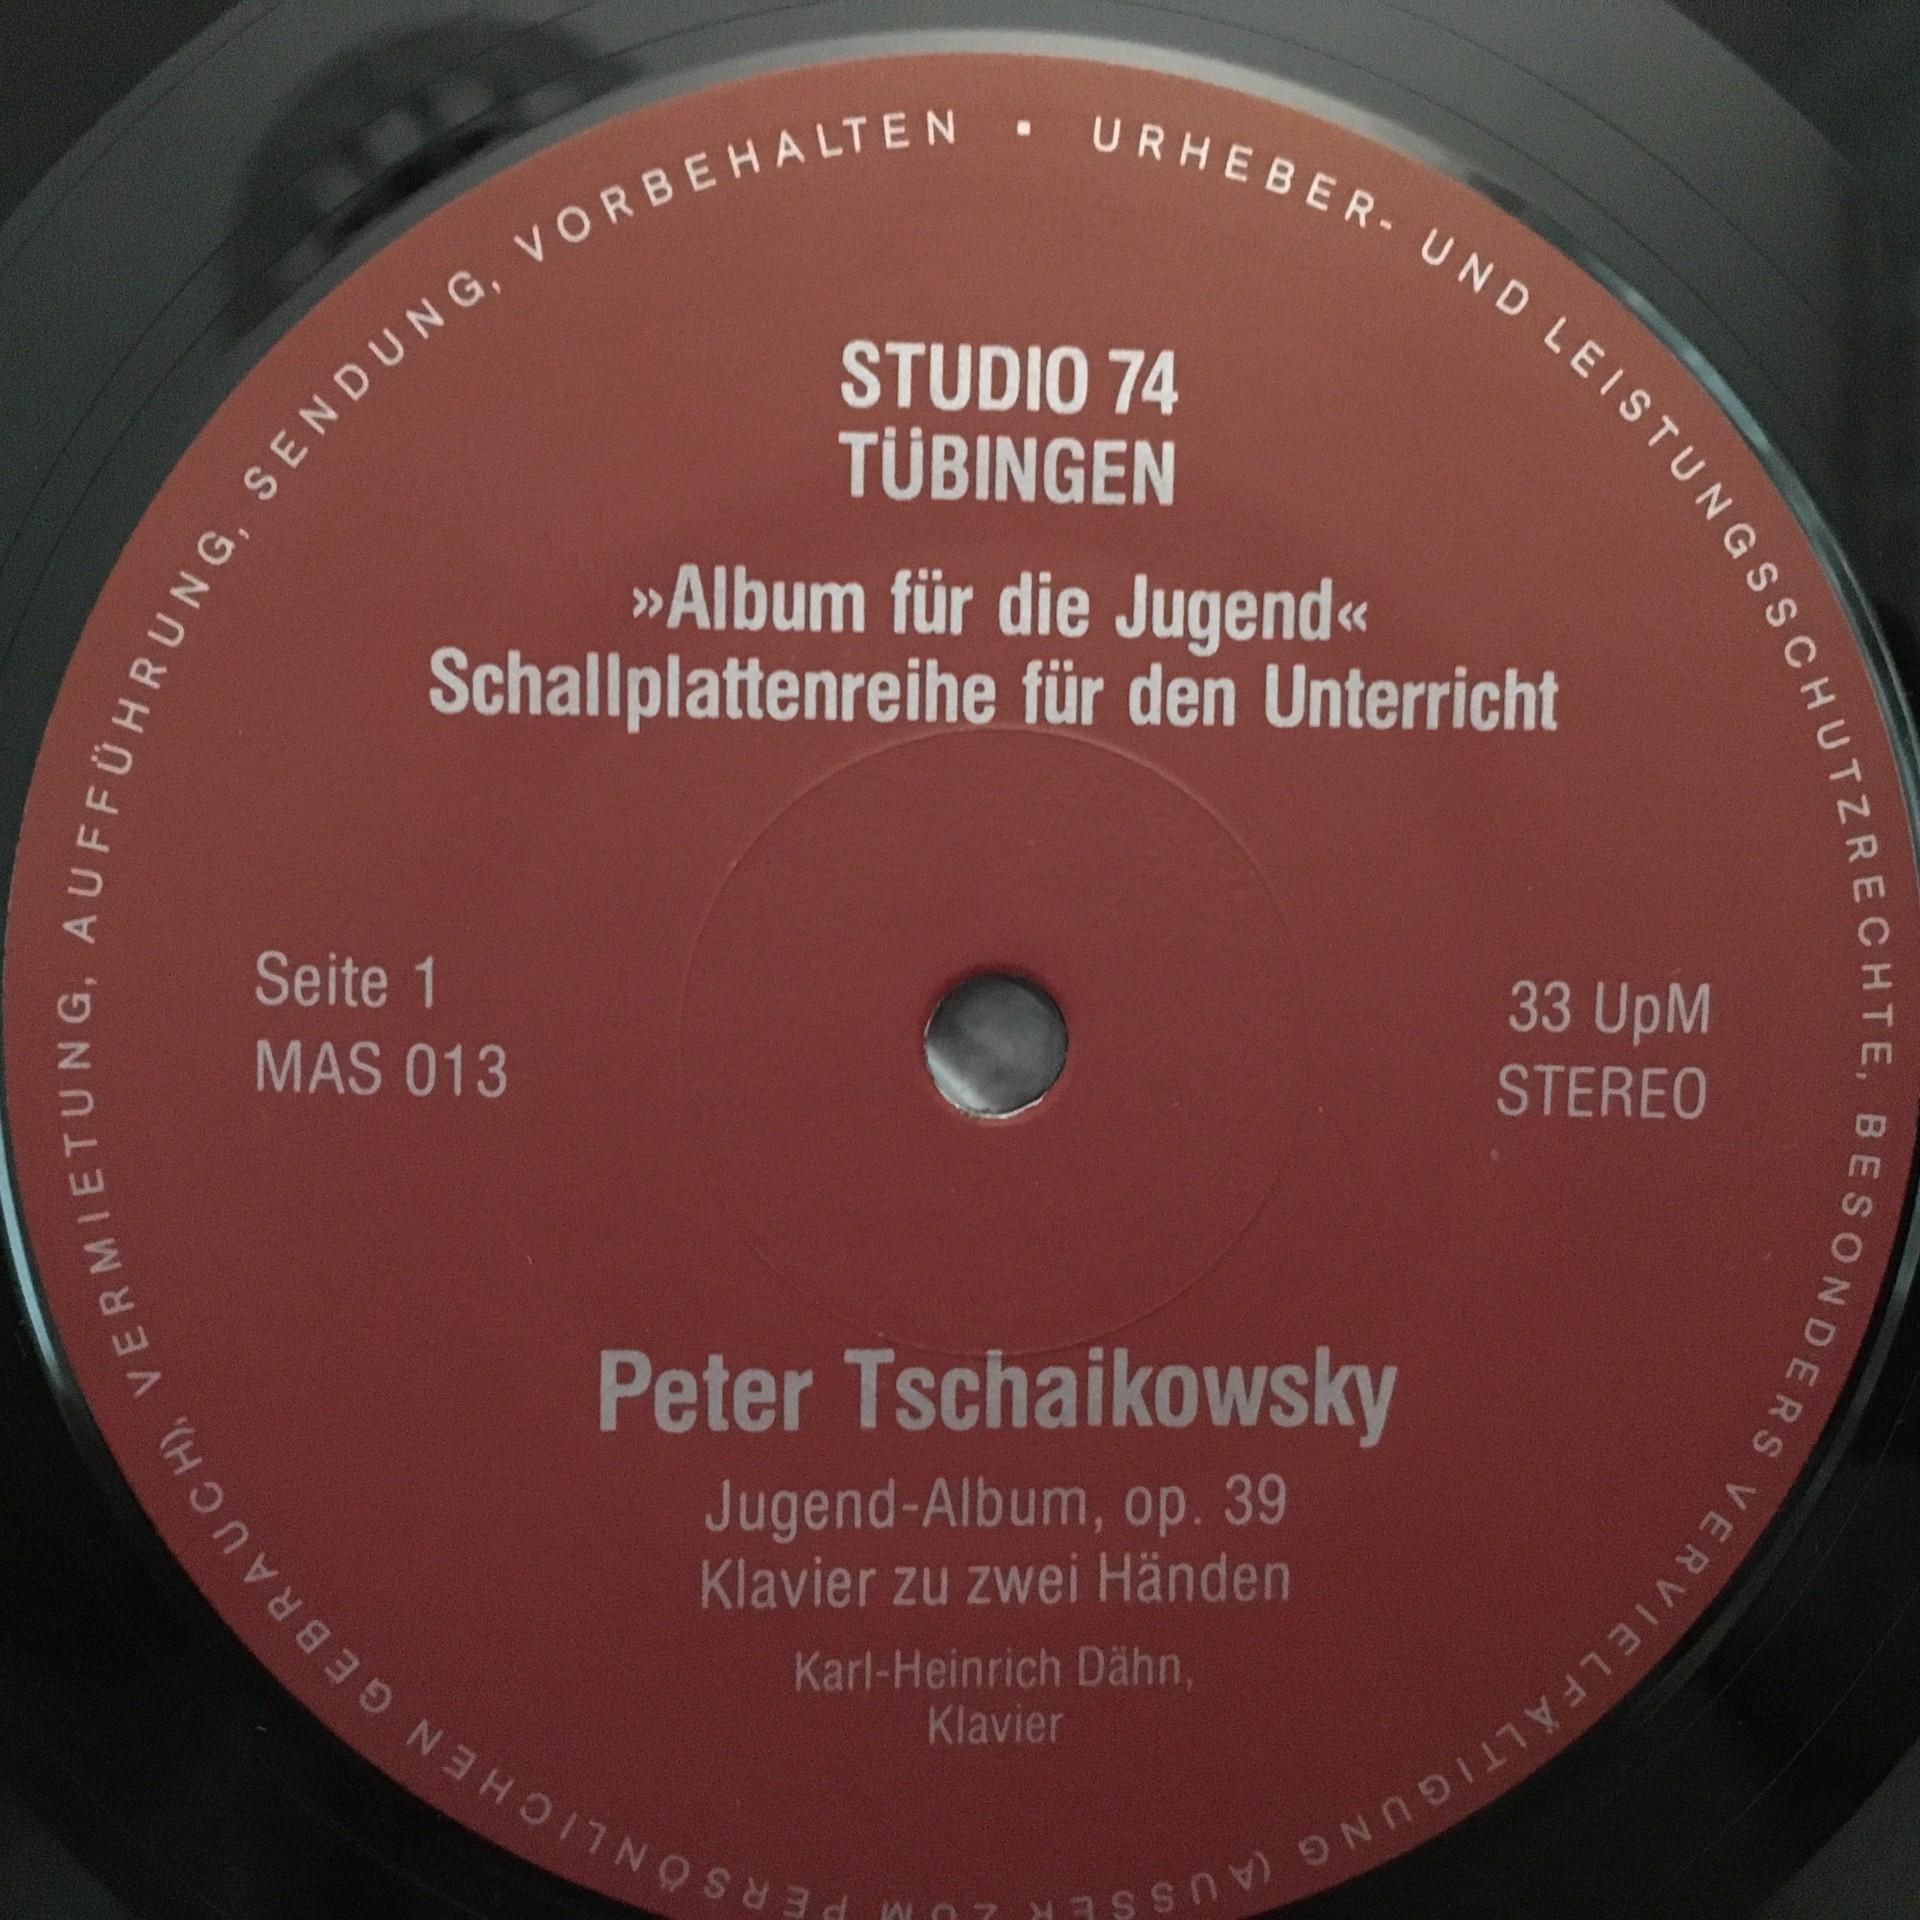 URHEBER- UND LEISTUNGSSCHUTZRECHTE, BESONDERS VERVIELFÄLTIGUNG (AUSSER ZUM PERSÖNLICHEN GEBRAUCH), VERMIETUNG, AUFFÜHRUNG, SENDUNG, VORBEHALTEN ·
STUDIO 74
TÜBINGEN
»Album für die Jugend«
Schallplattenreihe für den Unterricht
Seite 1
MAS 013
33 UpM
STEREO
Peter Tschaikowsky
Jugend-Album, op. 39
Klavier zu zwei Händen
Karl-Heinrich Dähn,
Klavier